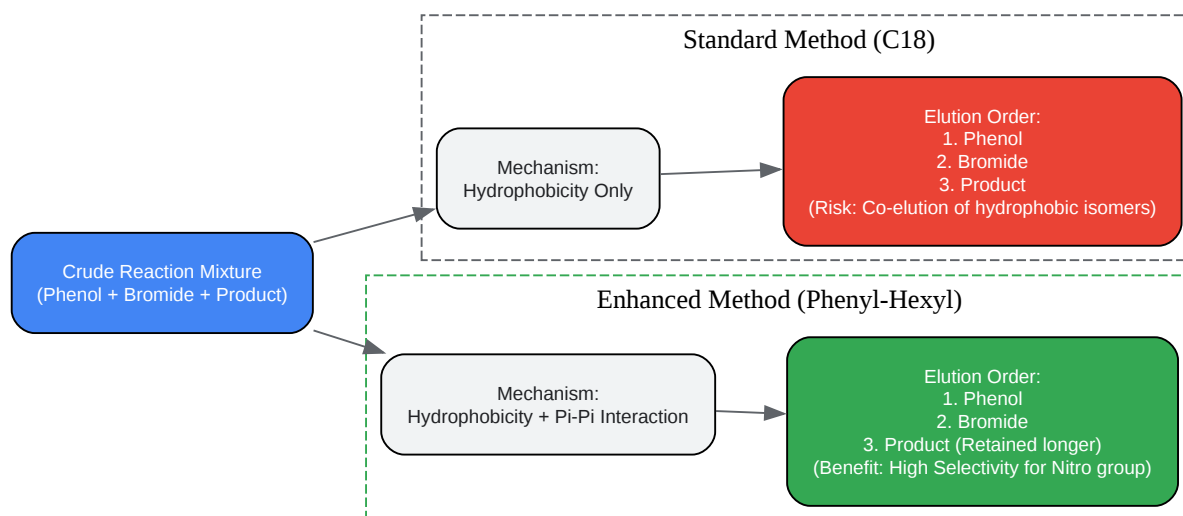 Standard Method (C18)
Elution Order:
1. Phenol
2. Bromide
3. Product
(Risk: Co-elution of hydrophobic isomers)
Mechanism:
Hydrophobicity Only
Crude Reaction Mixture
(Phenol + Bromide + Product)
Enhanced Method (Phenyl-Hexyl)
Mechanism:
Hydrophobicity + Pi-Pi Interaction
Elution Order:
1. Phenol
2. Bromide
3. Product (Retained longer)
(Benefit: High Selectivity for Nitro group)